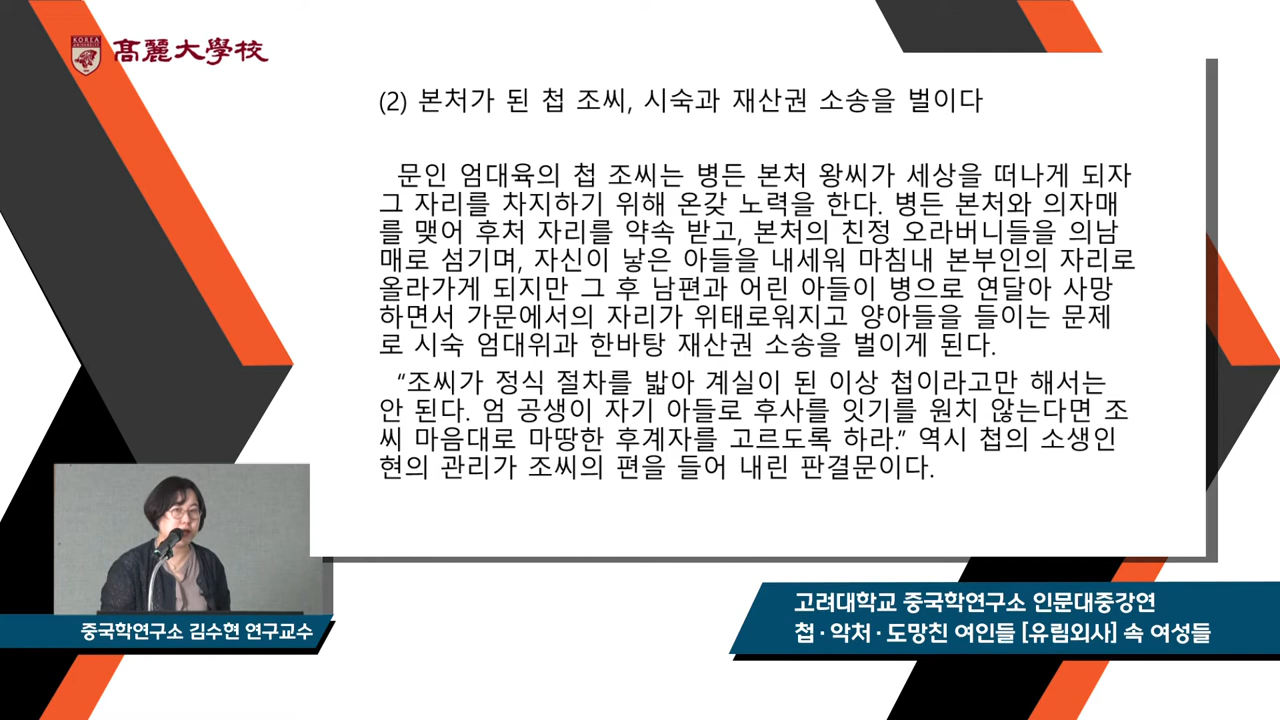 KOREA
UNIVERSITY
高麗大學校
(2) 본처가 된 첩 조씨, 시숙과 재산권 소송을 벌이다
문인 엄대육의 첩 조씨는 병든 본처 왕씨가 세상을 떠나게 되자
그 자리를 차지하기 위해 온갖 노력을 한다. 병든 본처와 의자매
를 맺어 후처 자리를 약속 받고, 본처의 친정 오라버니들을 의남
매로 섬기며, 자신이 낳은 아들을 내세워 마침내 본부인의 자리로
올라가게 되지만 그 후 남편과 어린 아들이 병으로 연달아 사망
하면서 가문에서의 자리가 위태로워지고 양아들을 들이는 문제
로 시숙 엄대위과 한바탕 재산권 소송을 벌이게 된다.
“조씨가 정식 절차를 밟아 계실이 된 이상 첩이라고만 해서는
안 된다. 엄 공생이 자기 아들로 후사를 잇기를 원치 않는다면 조
씨 마음대로 마땅한 후계자를 고르도록 하라.” 역시 첩의 소생인
현의 관리가 조씨의 편을 들어 내린 판결문이다.
중국학연구소 김수현 연구교수
고려대학교 중국학연구소 인문대중강연
첩·악처·도망친 여인들 [유림외사] 속 여성들